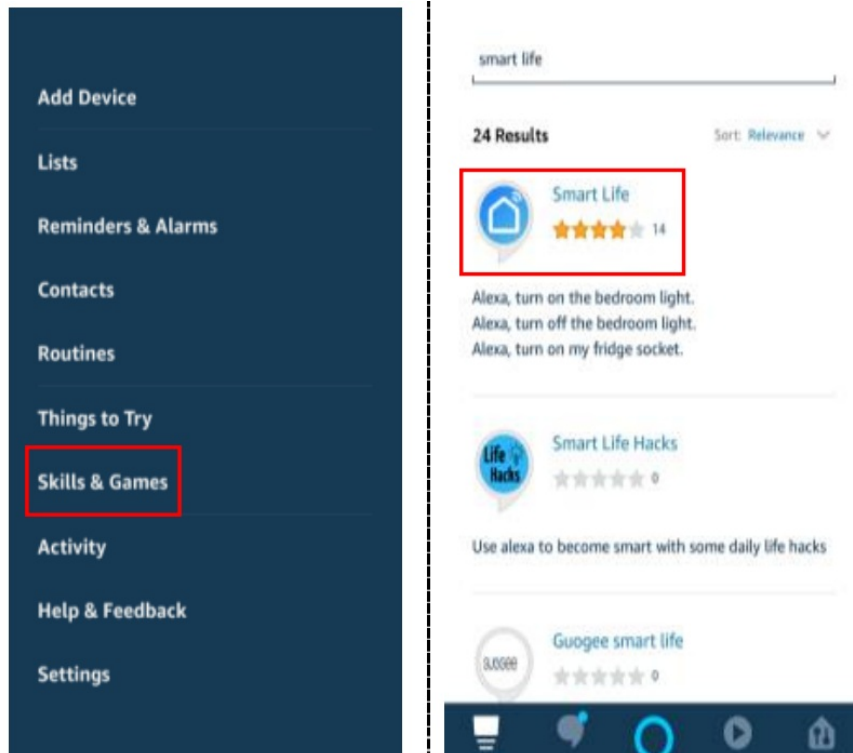 Add Device
Lists
Reminders & Alarms
Contacts
Routines
Things to Try
Skills & Games
Activity
Help & Feedback
Settings
smart life
24 Results Sort: Relevance
Smart Life
14
Alexa, turn on the bedroom light.
Alexa, turn off the bedroom light.
Alexa, turn on my fridge socket.
Life
Hacks
Smart Life Hacks
0
Use alexa to become smart with some daily life hacks
Guogee smart life
0